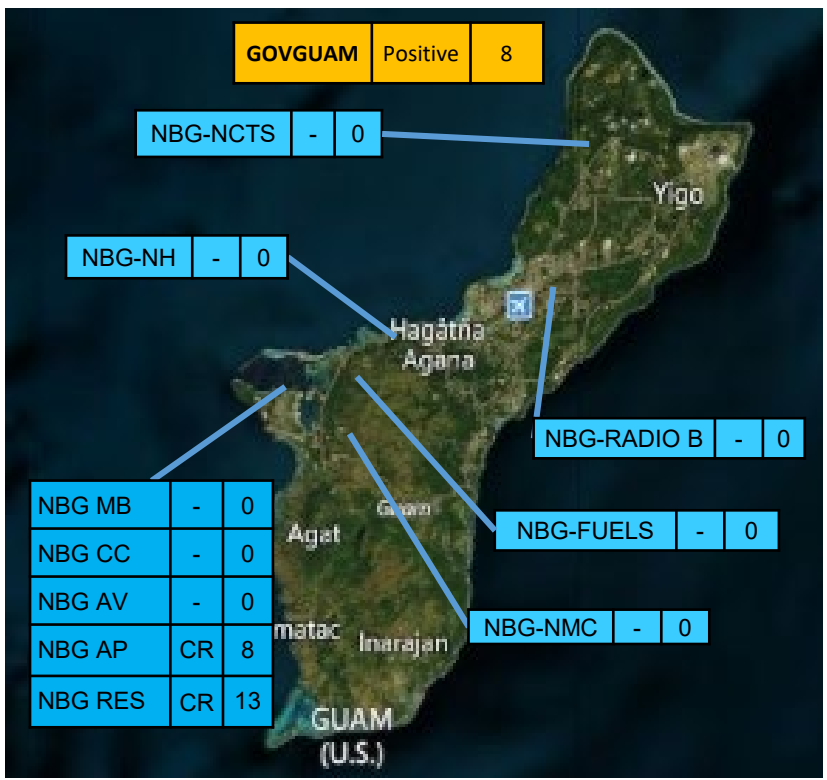 GOVGUAM Positive 8
NBG-NCTS - 0
Yigo
NBG-NH - 0
Hagåtña
Agana
NBG-RADIO B - 0
NBG MB - 0
NBG CC - 0
NBG AV - 0
NBG AP CR 8
NBG RES CR 13
Guam
Agat
NBG-FUELS - 0
NBG-NMC - 0
matac
Inarajan
GUAM
(U.S.)